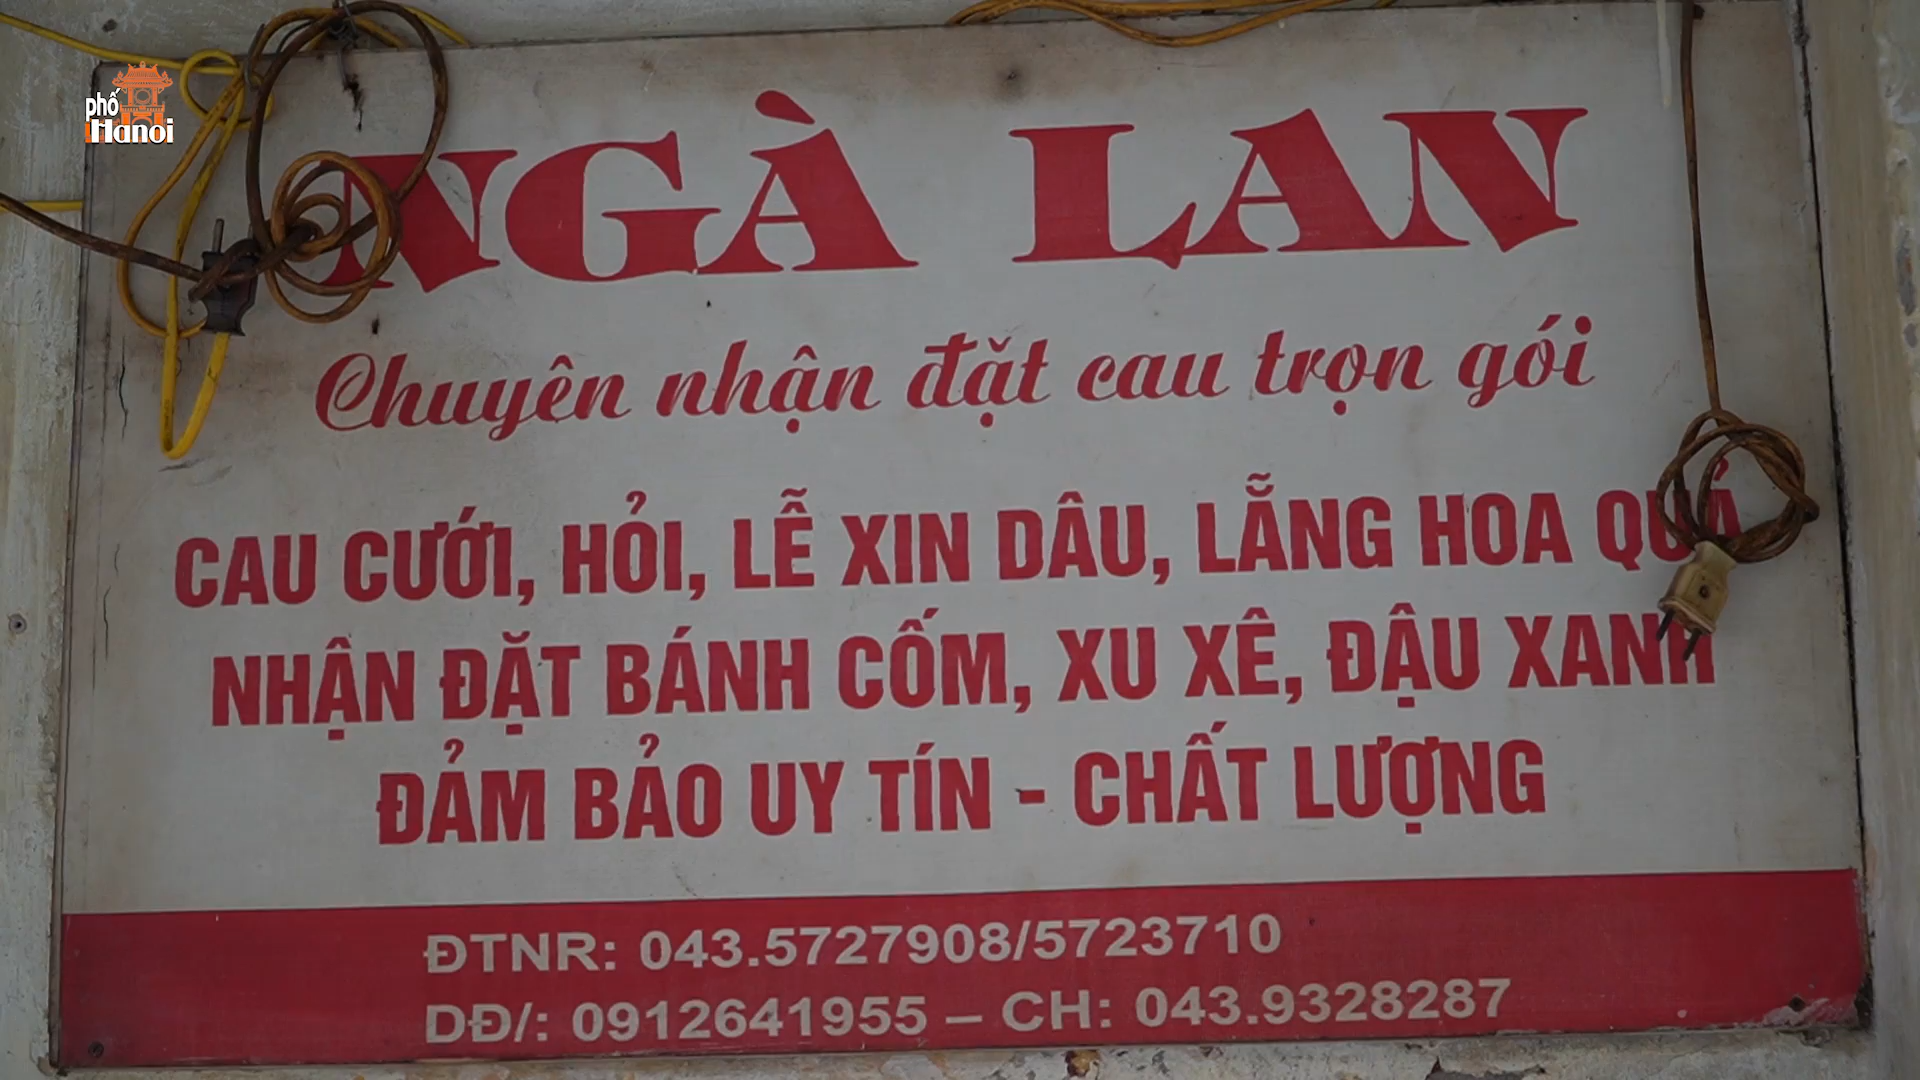 phố
Hanoi
NGÀ LAN
Chuyên nhận đặt cau trọn gói
CAU CƯỚI, HỎI, LỄ XIN DÂU, LẴNG HOA QUẢ
NHẬN ĐẶT BÁNH CỐM, XU XÊ, ĐẬU XANH
ĐẢM BẢO UY TÍN - CHẤT LƯỢNG
ĐTNR: 043.5727908/5723710
DĐ/: 0912641955 – CH: 043.9328287